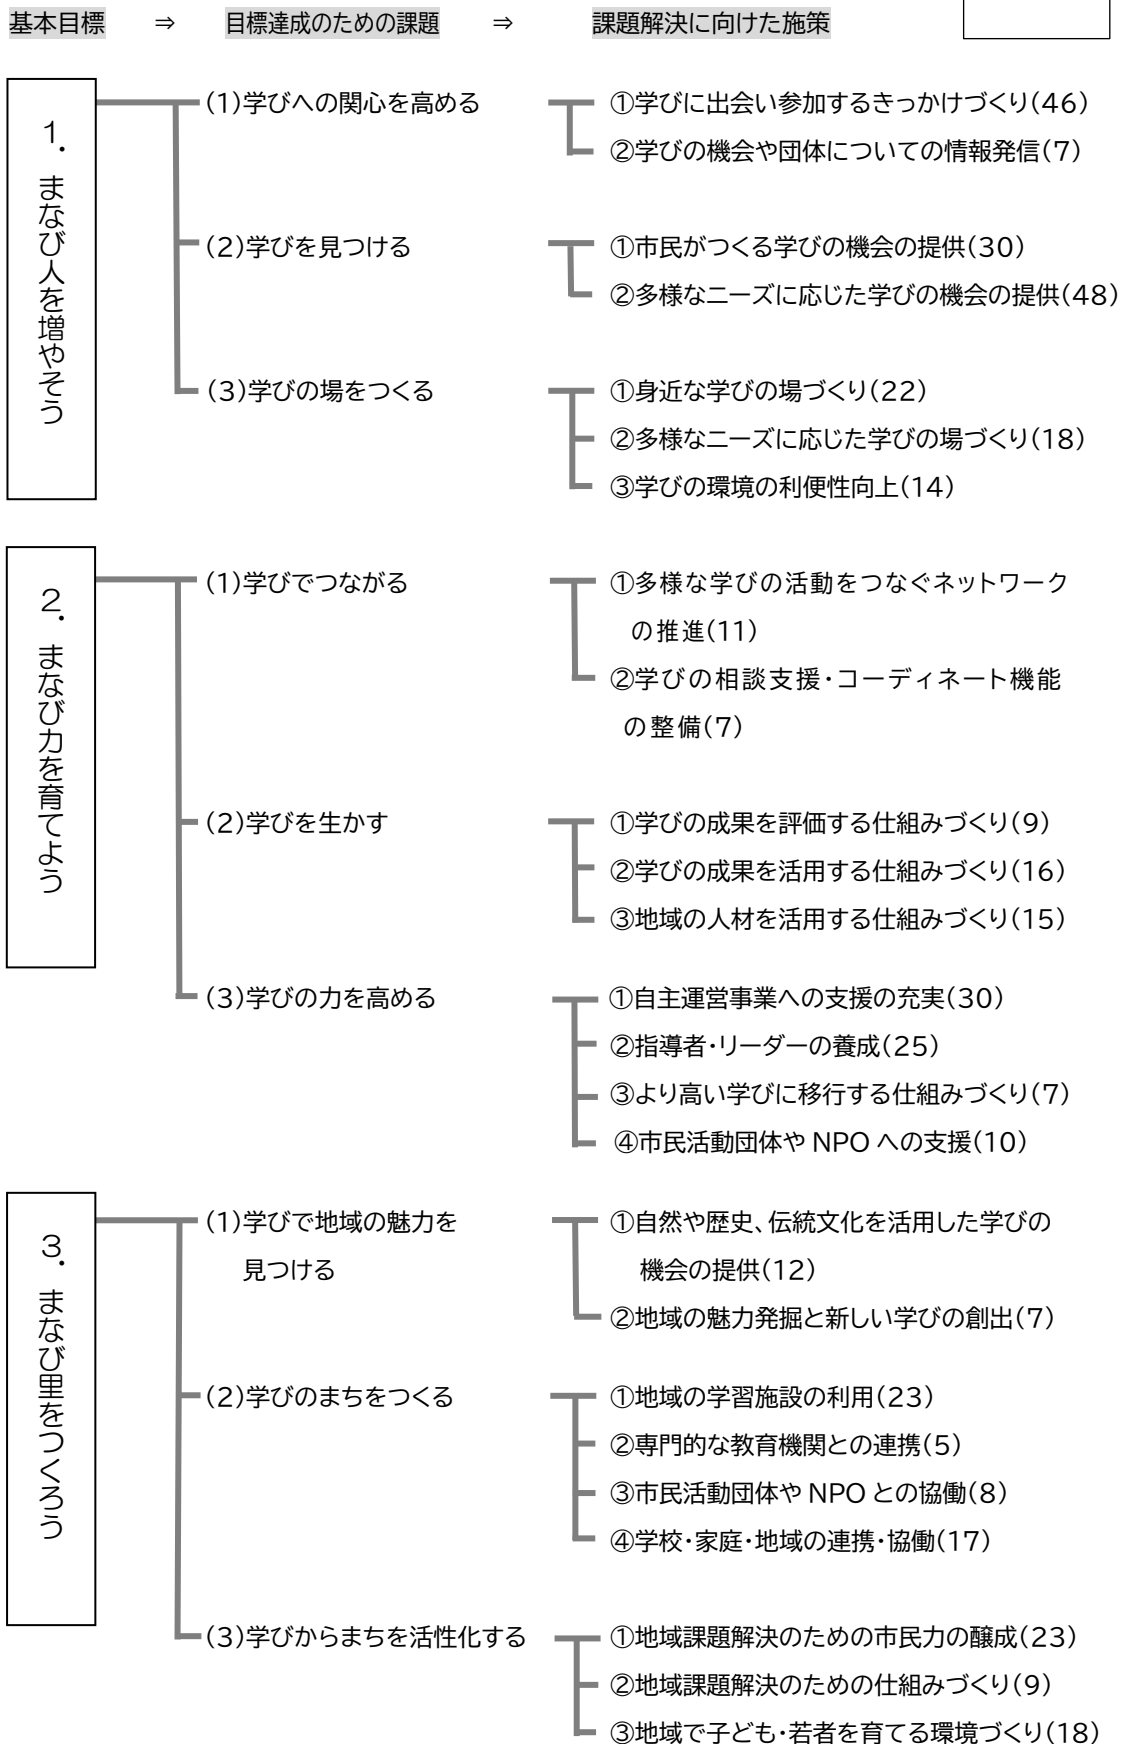 基本目標 ⇒ 目標達成のための課題 ⇒ 課題解決に向けた施策
1. まなび人を増やそう
(1)学びへの関心を高める
①学びに出会い参加するきっかけづくり(46)
②学びの機会や団体についての情報発信(7)
(2)学びを見つける
①市民がつくる学びの機会の提供(30)
②多様なニーズに応じた学びの機会の提供(48)
(3)学びの場をつくる
①身近な学びの場づくり(22)
②多様なニーズに応じた学びの場づくり(18)
③学びの環境の利便性向上(14)
2. まなび力を育てよう
(1)学びでつながる
①多様な学びの活動をつなぐネットワーク
の推進(11)
②学びの相談支援・コーディネート機能
の整備(7)
(2)学びを生かす
①学びの成果を評価する仕組みづくり(9)
②学びの成果を活用する仕組みづくり(16)
③地域の人材を活用する仕組みづくり(15)
(3)学びの力を高める
①自主運営事業への支援の充実(30)
②指導者・リーダーの養成(25)
③より高い学びに移行する仕組みづくり(7)
④市民活動団体や NPO への支援(10)
3. まなび里をつくろう
(1)学びで地域の魅力を
見つける
①自然や歴史、伝統文化を活用した学びの
機会の提供(12)
②地域の魅力発掘と新しい学びの創出(7)
(2)学びのまちをつくる
①地域の学習施設の利用(23)
②専門的な教育機関との連携(5)
③市民活動団体や NPO との協働(8)
④学校・家庭・地域の連携・協働(17)
(3)学びからまちを活性化する
①地域課題解決のための市民力の醸成(23)
②地域課題解決のための仕組みづくり(9)
③地域で子ども・若者を育てる環境づくり(18)